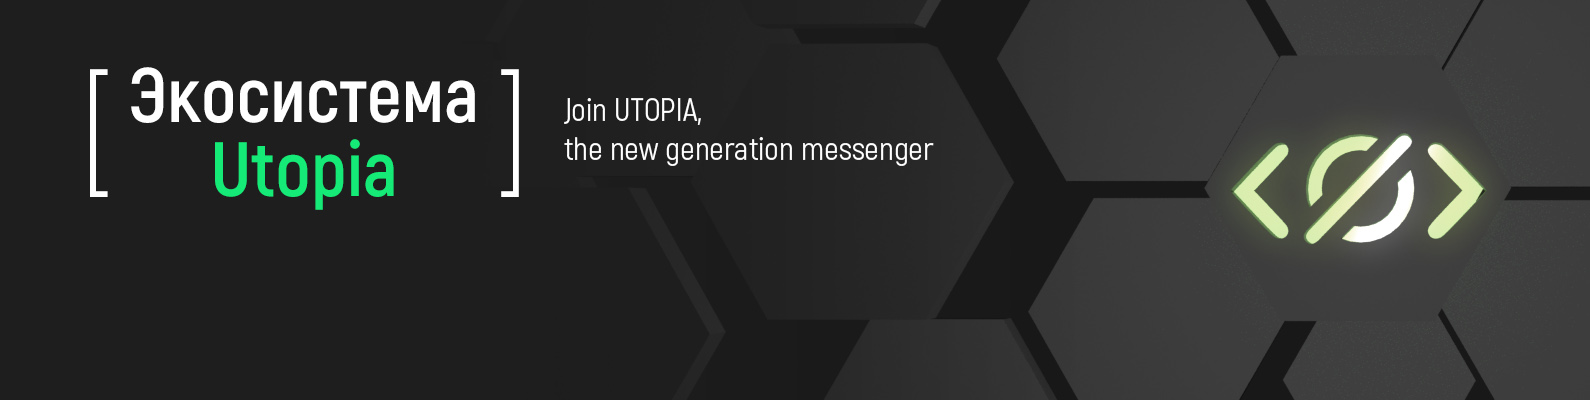 [ Экосистема
Utopia ]
Join UTOPIA,
the new generation messenger